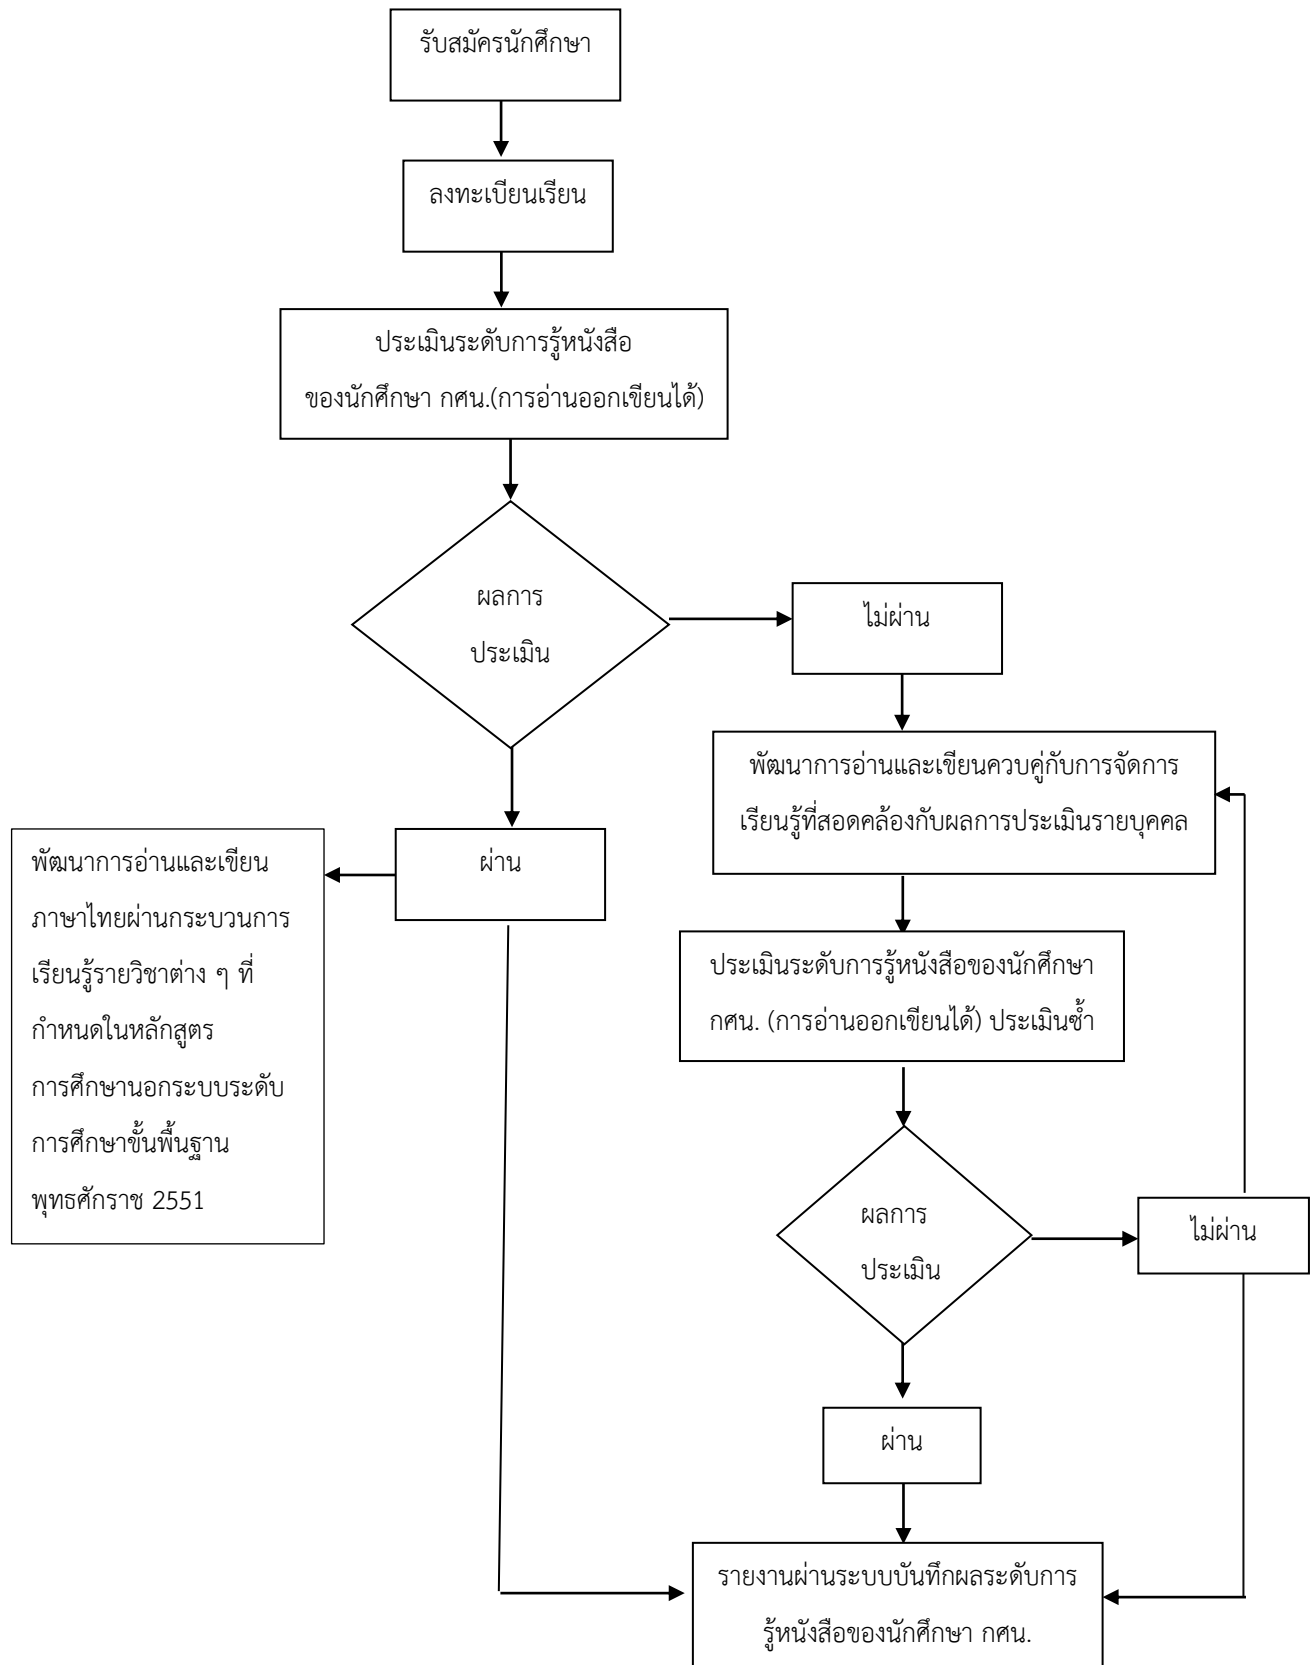 รับสมัครนักศึกษา
ลงทะเบียนเรียน
ประเมินระดับการรู้หนังสือ
ของนักศึกษา กศน.(การอ่านออกเขียนได้)
ผลการ
ประเมิน
ไม่ผ่าน
พัฒนาการอ่านและเขียนควบคู่กับการจัดการ
เรียนรู้ที่สอดคล้องกับผลการประเมินรายบุคคล
ผ่าน
พัฒนาการอ่านและเขียน
ภาษาไทยผ่านกระบวนการ
เรียนรู้รายวิชาต่าง ๆ ที่
กำหนดในหลักสูตร
การศึกษานอกระบบระดับ
การศึกษาขั้นพื้นฐาน
พุทธศักราช 2551
ประเมินระดับการรู้หนังสือของนักศึกษา
กศน. (การอ่านออกเขียนได้) ประเมินซ้ำ
ผลการ
ประเมิน
ไม่ผ่าน
ผ่าน
รายงานผ่านระบบบันทึกผลระดับการ
รู้หนังสือของนักศึกษา กศน.